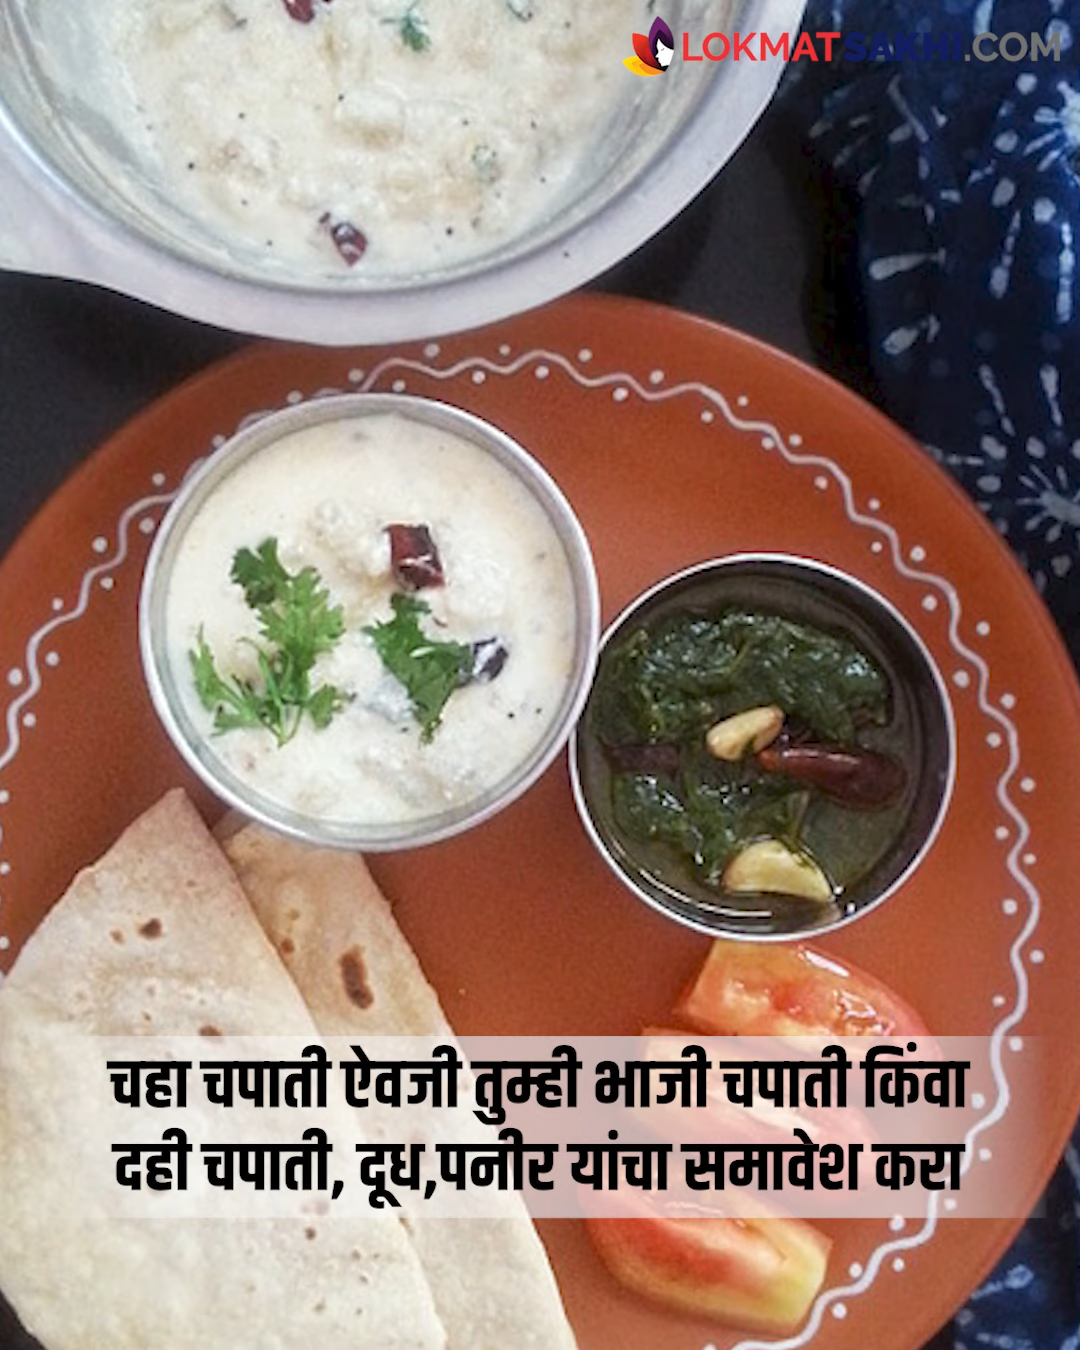 LOKMATSAKHI.COM
चहा चपाती ऐवजी तुम्ही भाजी चपाती किंवा
दही चपाती, दूध,पनीर यांचा समावेश करा